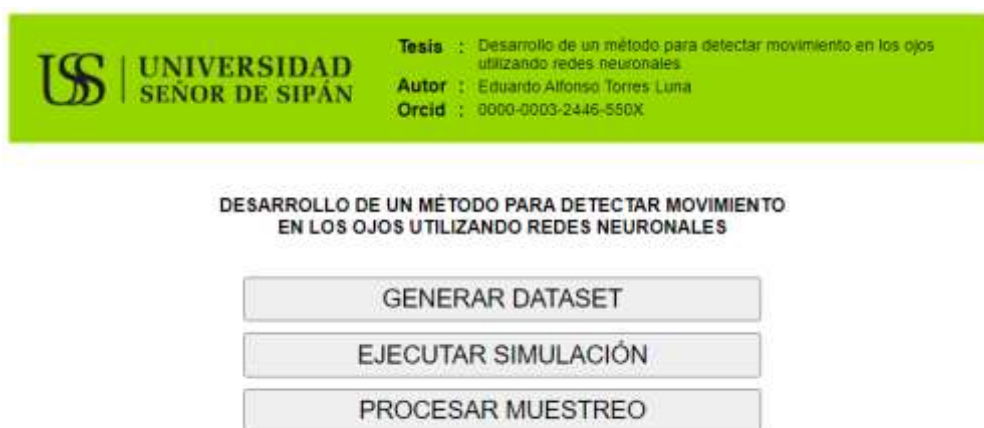 USS
UNIVERSIDAD
SEÑOR DE SIPÁN
Tesis : Desarrollo de un método para detectar movimiento en los ojos
utilizando redes neuronales
Autor : Eduardo Alfonso Torres Luna
Orcid : 0000-0003-2446-550X
DESARROLLO DE UN MÉTODO PARA DETECTAR MOVIMIENTO
EN LOS OJOS UTILIZANDO REDES NEURONALES
GENERAR DATASET
EJECUTAR SIMULACIÓN
PROCESAR MUESTREO